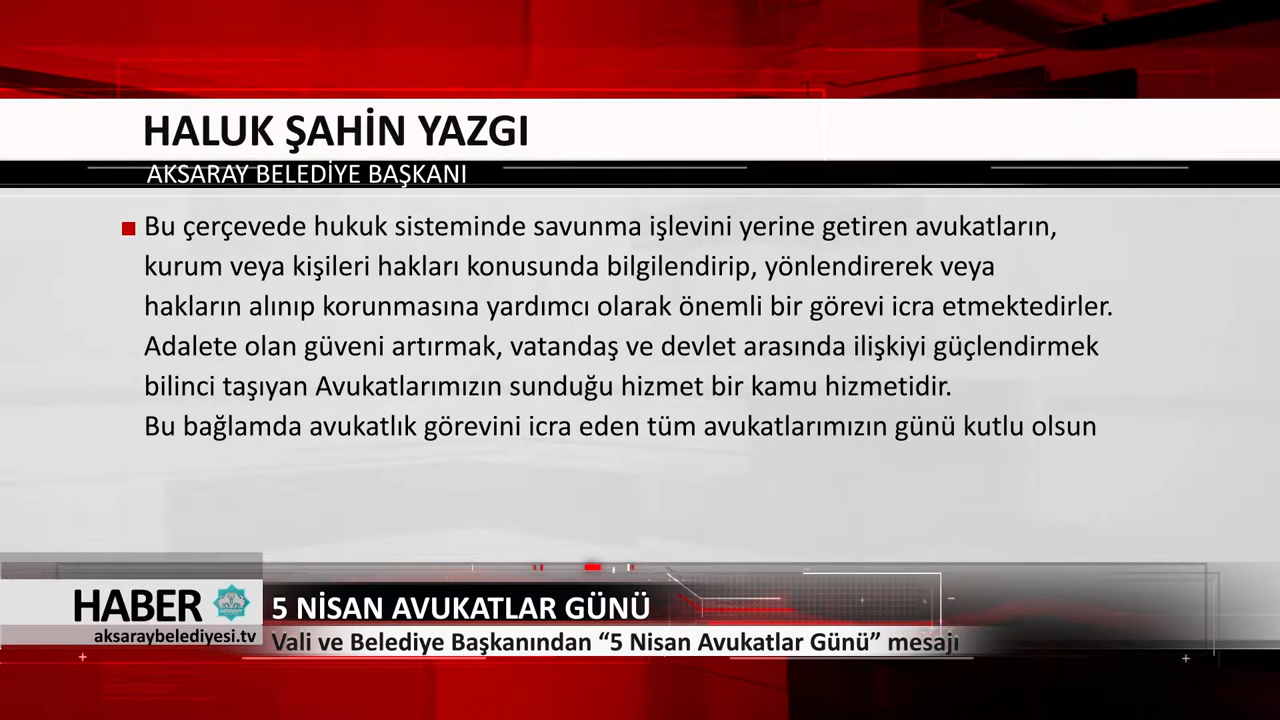 HALUK ŞAHİN YAZGI
AKSARAY BELEDİYE BAŞKANI
Bu çerçevede hukuk sisteminde savunma işlevini yerine getiren avukatların,
kurum veya kişileri hakları konusunda bilgilendirip, yönlendirerek veya
hakların alınıp korunmasına yardımcı olarak önemli bir görevi icra etmektedirler.
Adalete olan güveni artırmak, vatandaş ve devlet arasında ilişkiyi güçlendirmek
bilinci taşıyan Avukatlarımızın sunduğu hizmet bir kamu hizmetidir.
Bu bağlamda avukatlık görevini icra eden tüm avukatlarımızın günü kutlu olsun
HABER
aksaraybelediyesi.tv
5 NİSAN AVUKATLAR GÜNÜ
Vali ve Belediye Başkanından “5 Nisan Avukatlar Günü” mesajı